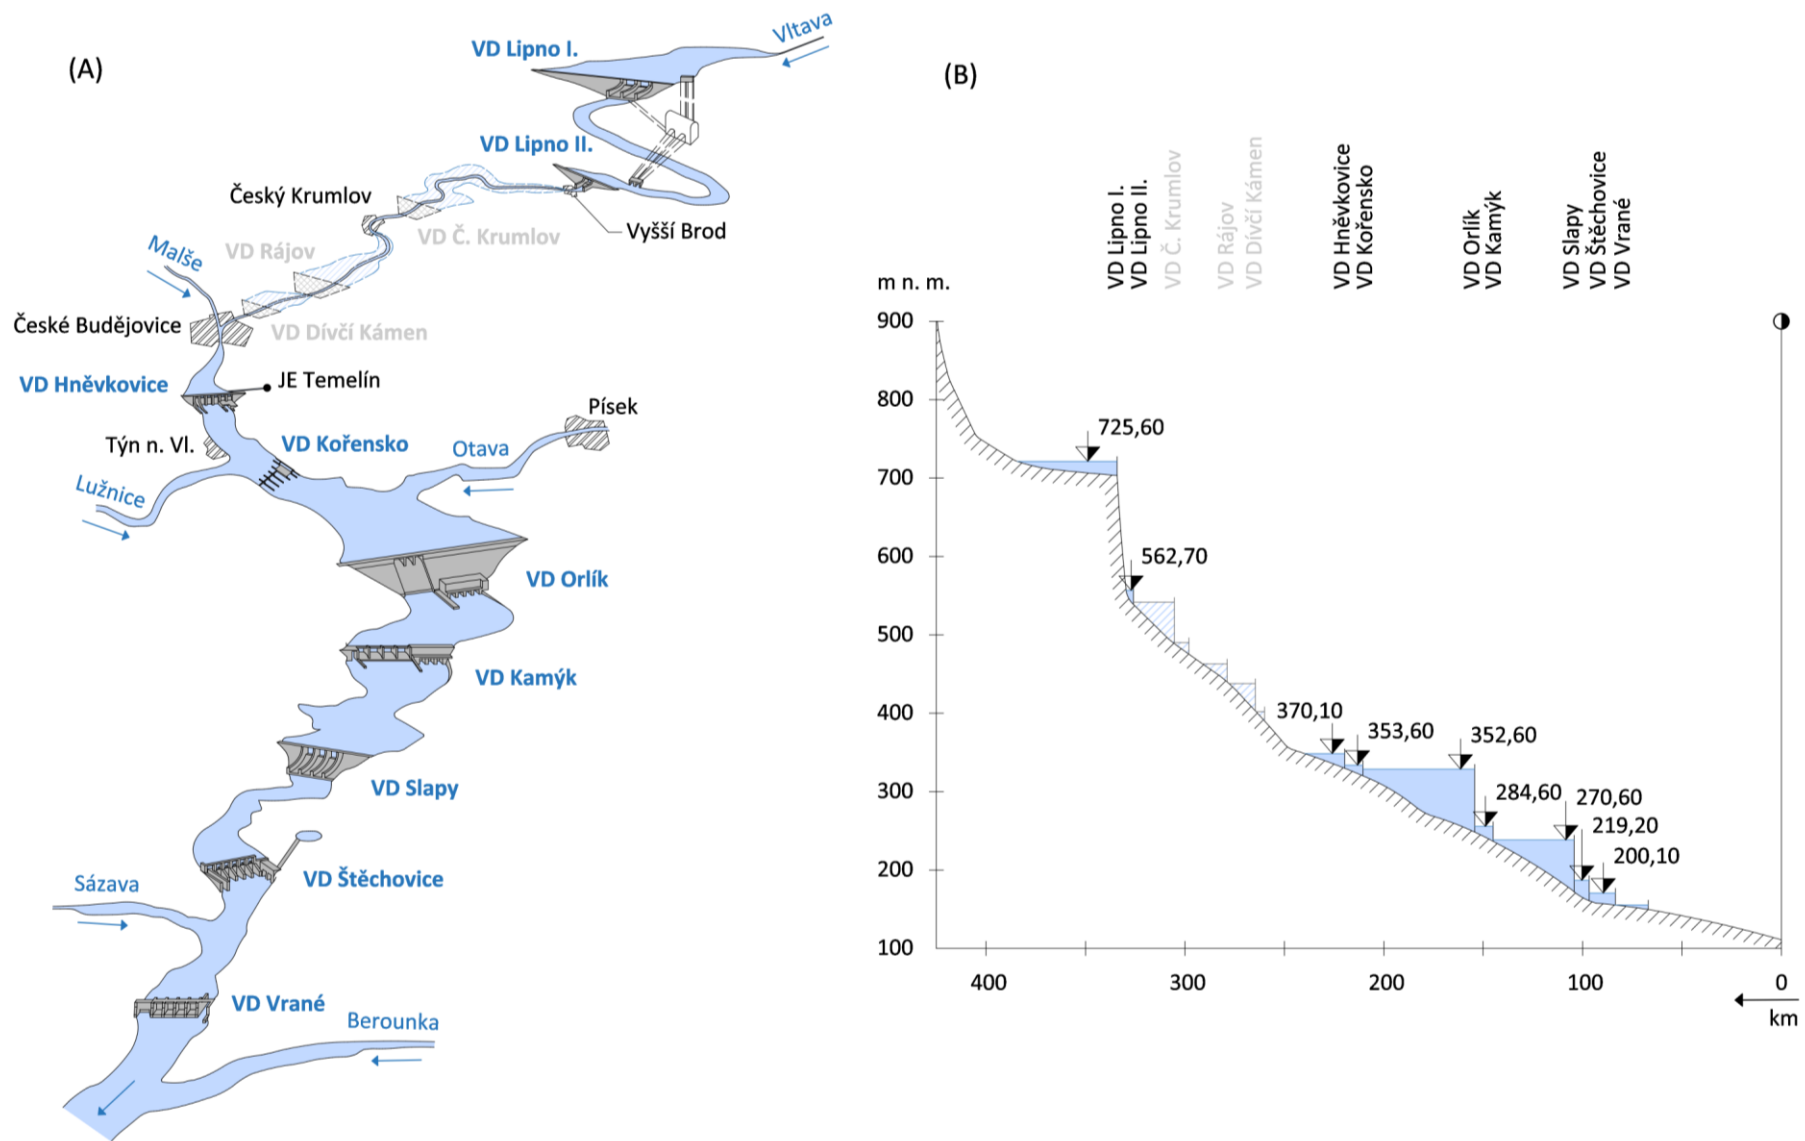 (A)
VD Lipno I.
Vltava
VD Lipno II.
Český Krumlov
Vyšší Brod
VD Č. Krumlov
VD Rájov
Malše
České Budějovice
VD Dívčí Kámen
VD Hněvkovice
JE Temelín
Písek
Týn n. Vl.
VD Kořensko
Otava
Lužnice
VD Orlík
VD Kamýk
VD Slapy
VD Štěchovice
Sázava
VD Vrané
Berounka
(B)
VD Lipno I.
VD Lipno II.
VD Č. Krumlov
VD Rájov
VD Dívčí Kámen
VD Hněvkovice
VD Kořensko
VD Orlík
VD Kamýk
VD Slapy
VD Štěchovice
VD Vrané
m n. m.
900
800
700
600
500
400
300
200
100
725,60
562,70
370,10
353,60
352,60
284,60
270,60
219,20
200,10
400
300
200
100
0
km